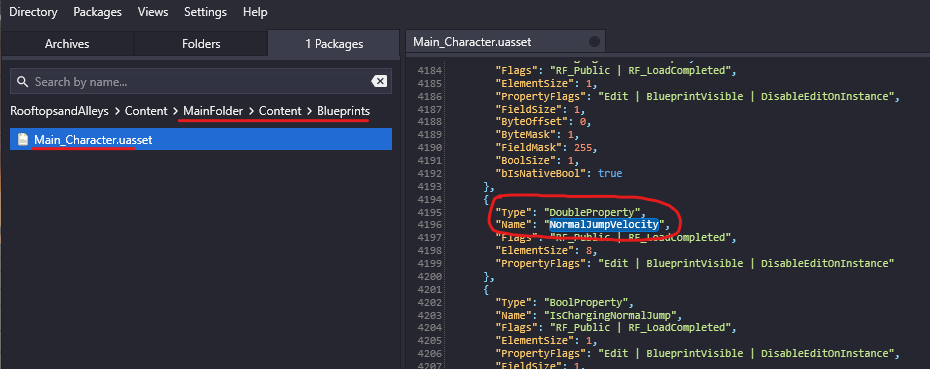 Directory Packages Views Settings Help
Archives Folders 1 Packages
Search by name...
RooftopsandAlleys > Content > MainFolder > Content > Blueprints
Main_Character.uasset
Main_Character.uasset
4184 "Flags": "RF_Public | RF_LoadCompleted",
4185 "ElementSize": 1,
4186 "PropertyFlags": "Edit | BlueprintVisible | DisableEditOnInstance",
4187 "FieldSize": 1,
4188 "ByteOffset": 0,
4189 "ByteMask": 1,
4190 "FieldMask": 255,
4191 "BoolSize": 1,
4192 "bIsNativeBool": true
4193 },
4194 {
4195 "Type": "DoubleProperty",
4196 "Name": "NormalJumpVelocity",
4197 "Flags": "RF_Public | RF_LoadCompleted",
4198 "ElementSize": 8,
4199 "PropertyFlags": "Edit | BlueprintVisible | DisableEditOnInstance"
4200 },
4201 {
4202 "Type": "BoolProperty",
4203 "Name": "IsChargingNormalJump",
4204 "Flags": "RF_Public | RF_LoadCompleted",
4205 "ElementSize": 1,
4206 "PropertyFlags": "Edit | BlueprintVisible | DisableEditOnInstance",
4207 "FieldSize": 1,